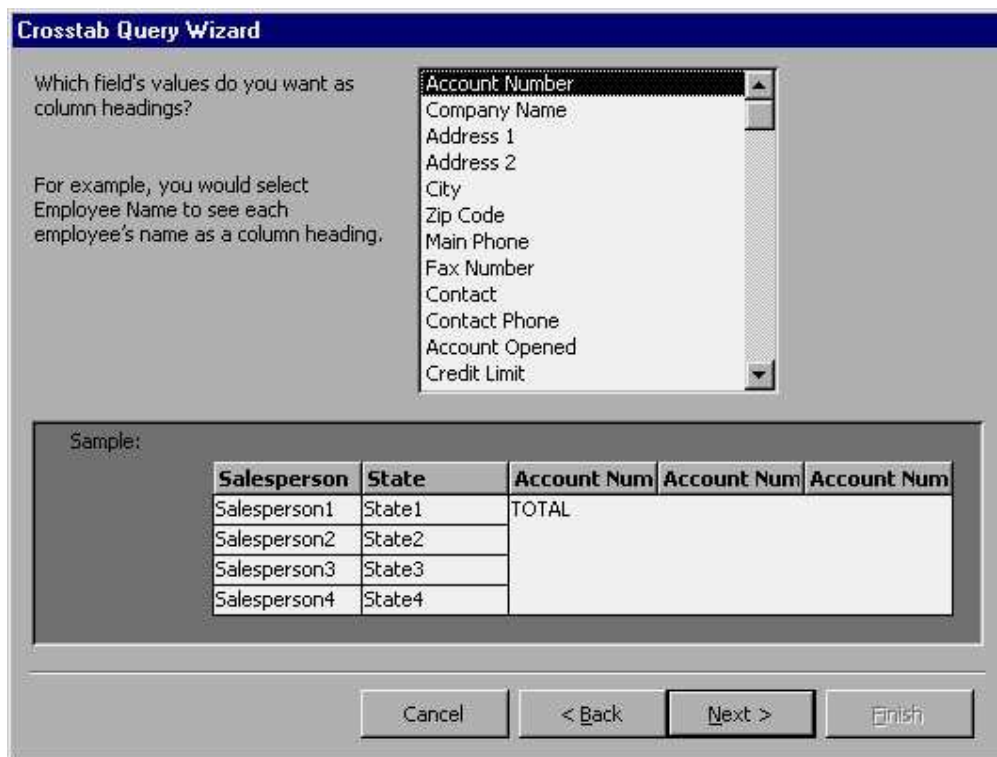 Crosstab Query Wizard
Which field's values do you want as
column headings?
For example, you would select
Employee Name to see each
employee's name as a column heading.
Account Number
Company Name
Address 1
Address 2
City
Zip Code
Main Phone
Fax Number
Contact
Contact Phone
Account Opened
Credit Limit
Sample:
Salesperson State Account Num Account Num Account Num
Salesperson1 State1 TOTAL
Salesperson2 State2
Salesperson3 State3
Salesperson4 State4
Cancel < Back Next > Finish